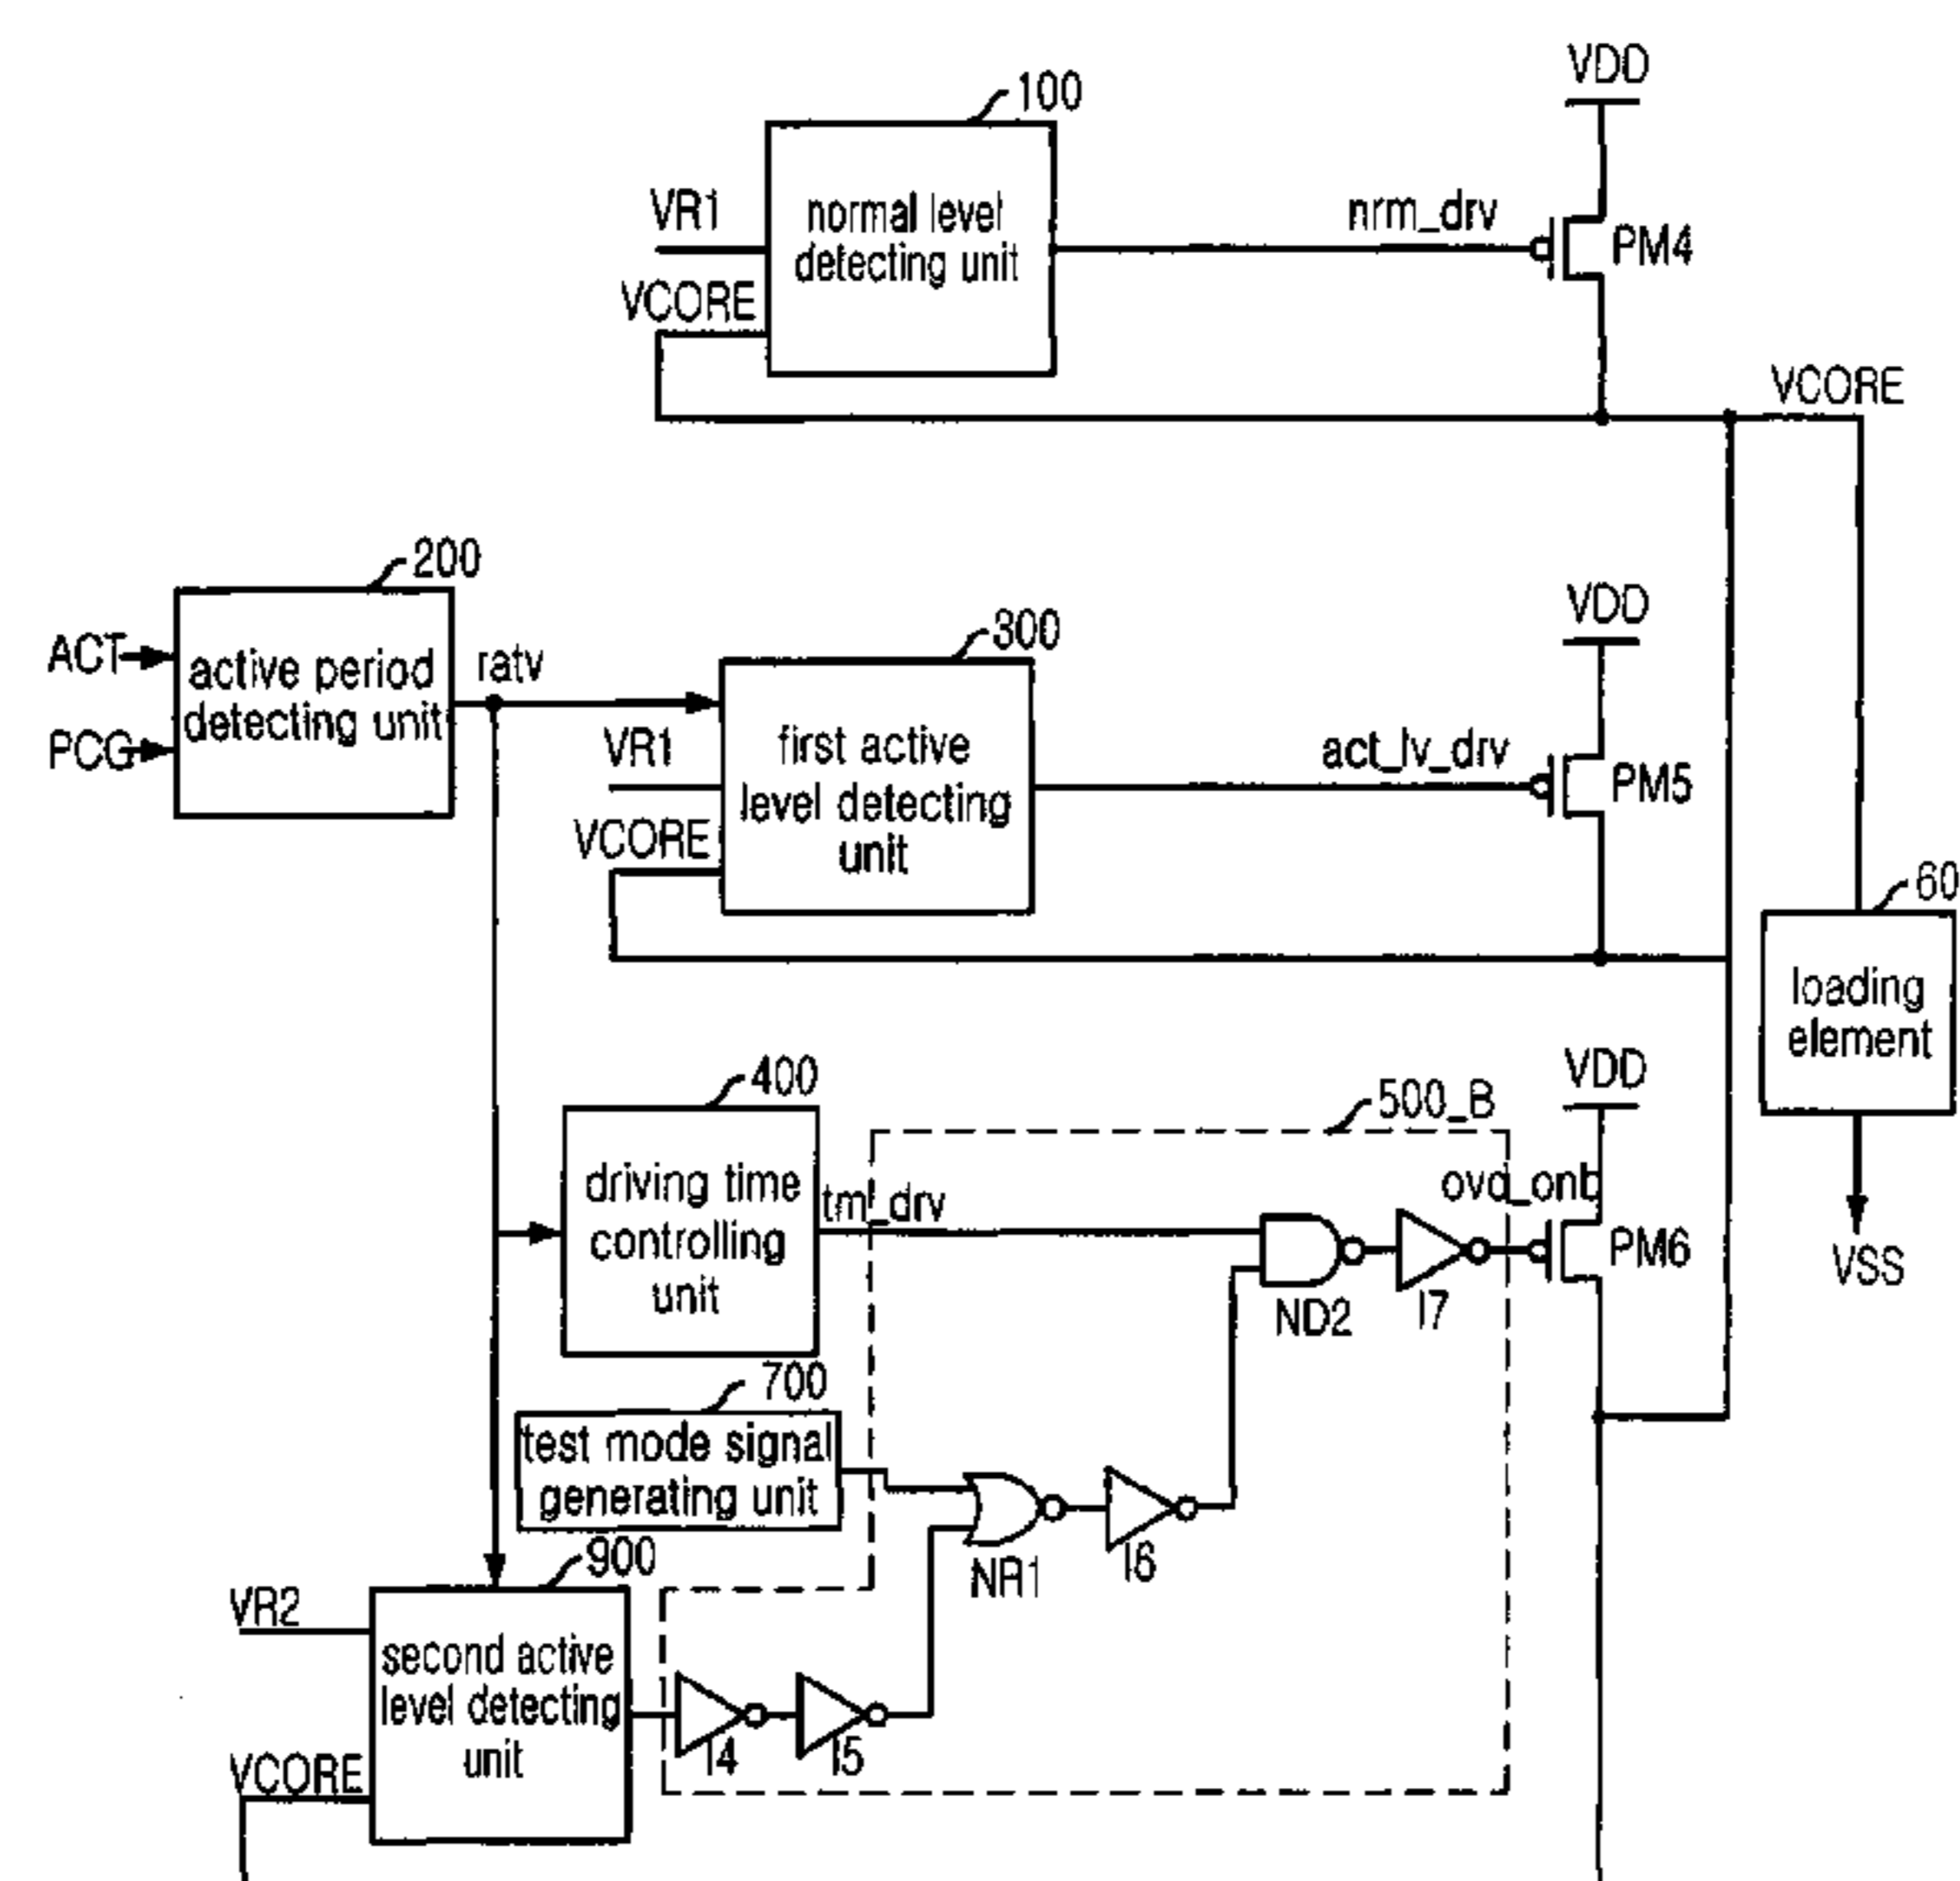 VDD
100
VR1
normal level
detecting unit
nrm_drv
PM4
VCORE
VCORE
200
ACT
PCG
active period
detecting unit
ratv
300
VR1
VCORE
first active
level detecting
unit
act_lv_drv
VDD
PM5
60
loading
element
VSS
400
driving time
controlling
unit
tm_drv
500_B
ovd_onb
VDD
PM6
ND2
I7
700
test mode signal
generating unit
NR1
I6
900
VR2
VCORE
second active
level detecting
unit
I4
I5